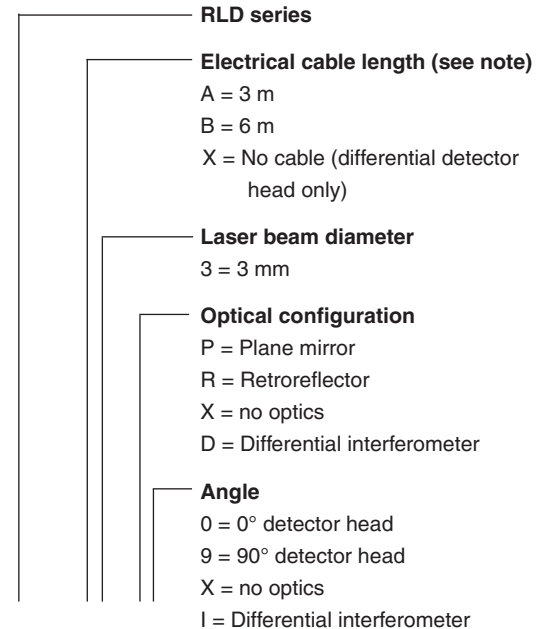 RLD series
Electrical cable length (see note)
A = 3 m
B = 6 m
X = No cable (differential detector
head only)
Laser beam diameter
3 = 3 mm
Optical configuration
P = Plane mirror
R = Retroreflector
X = no optics
D = Differential interferometer
Angle
0 = 0° detector head
9 = 90° detector head
X = no optics
I = Differential interferometer